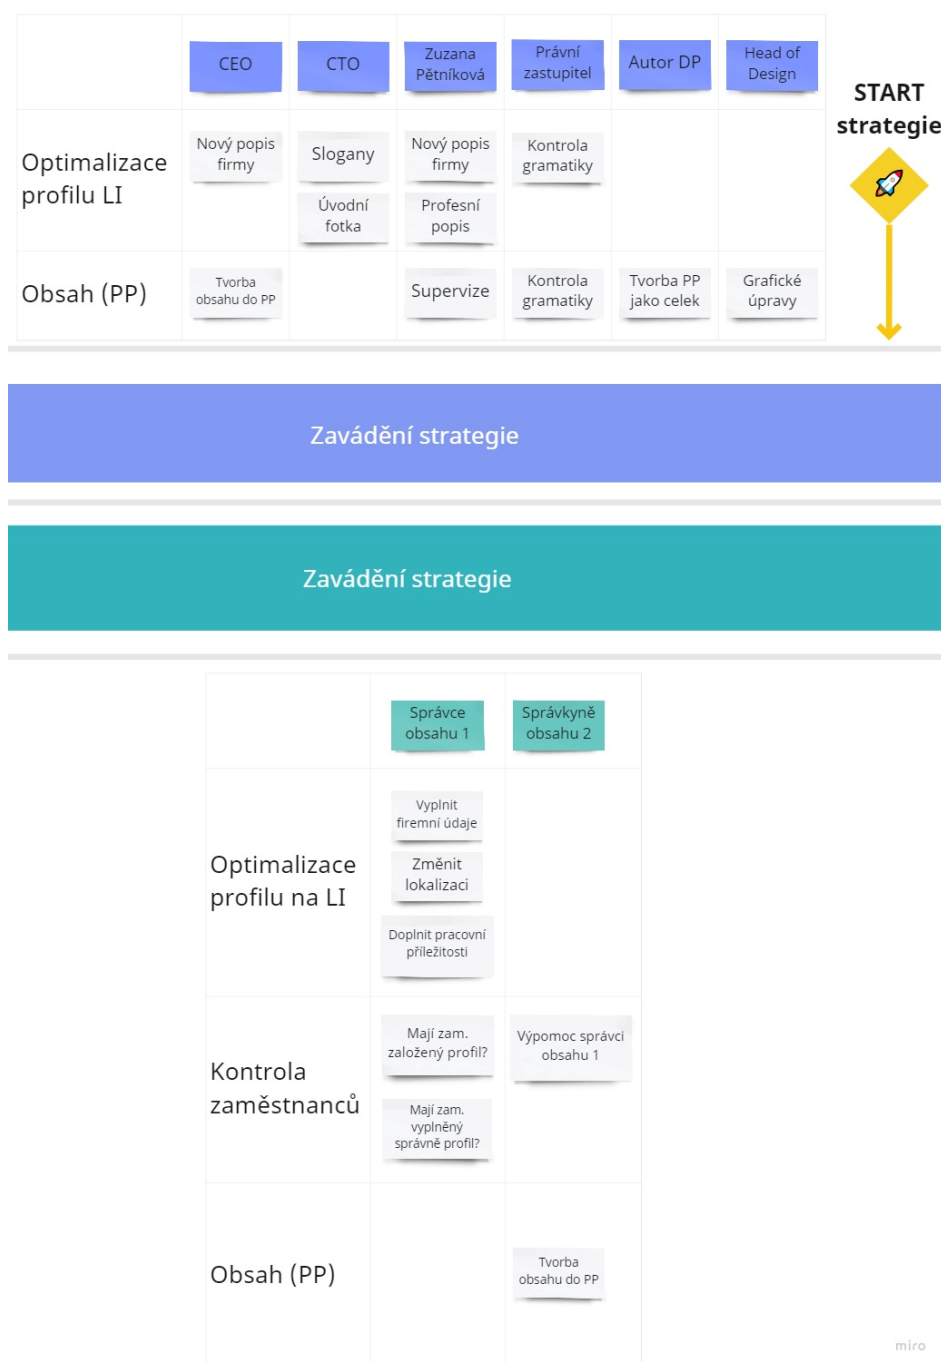 CEO
CTO
Zuzana
Pětníková
Právní
zastupitel
Autor DP
Head of
Design
START
strategie
Optimalizace
profilu LI
Nový popis
firmy
Slogany
Úvodní
fotka
Nový popis
firmy
Profesní
popis
Kontrola
gramatiky
Obsah (PP)
Tvorba
obsahu do PP
Supervize
Kontrola
gramatiky
Tvorba PP
jako celek
Grafické
úpravy
Zavádění strategie
Zavádění strategie
Správce
obsahu 1
Správkyně
obsahu 2
Optimalizace
profilu na LI
Vyplnit
firemní údaje
Změnit
lokalizaci
Doplnit pracovní
příležitosti
Kontrola
zaměstnanců
Mají zam.
založený profil?
Mají zam.
vyplněný
správně profil?
Výpomoc správci
obsahu 1
Obsah (PP)
Tvorba
obsahu do PP
miro